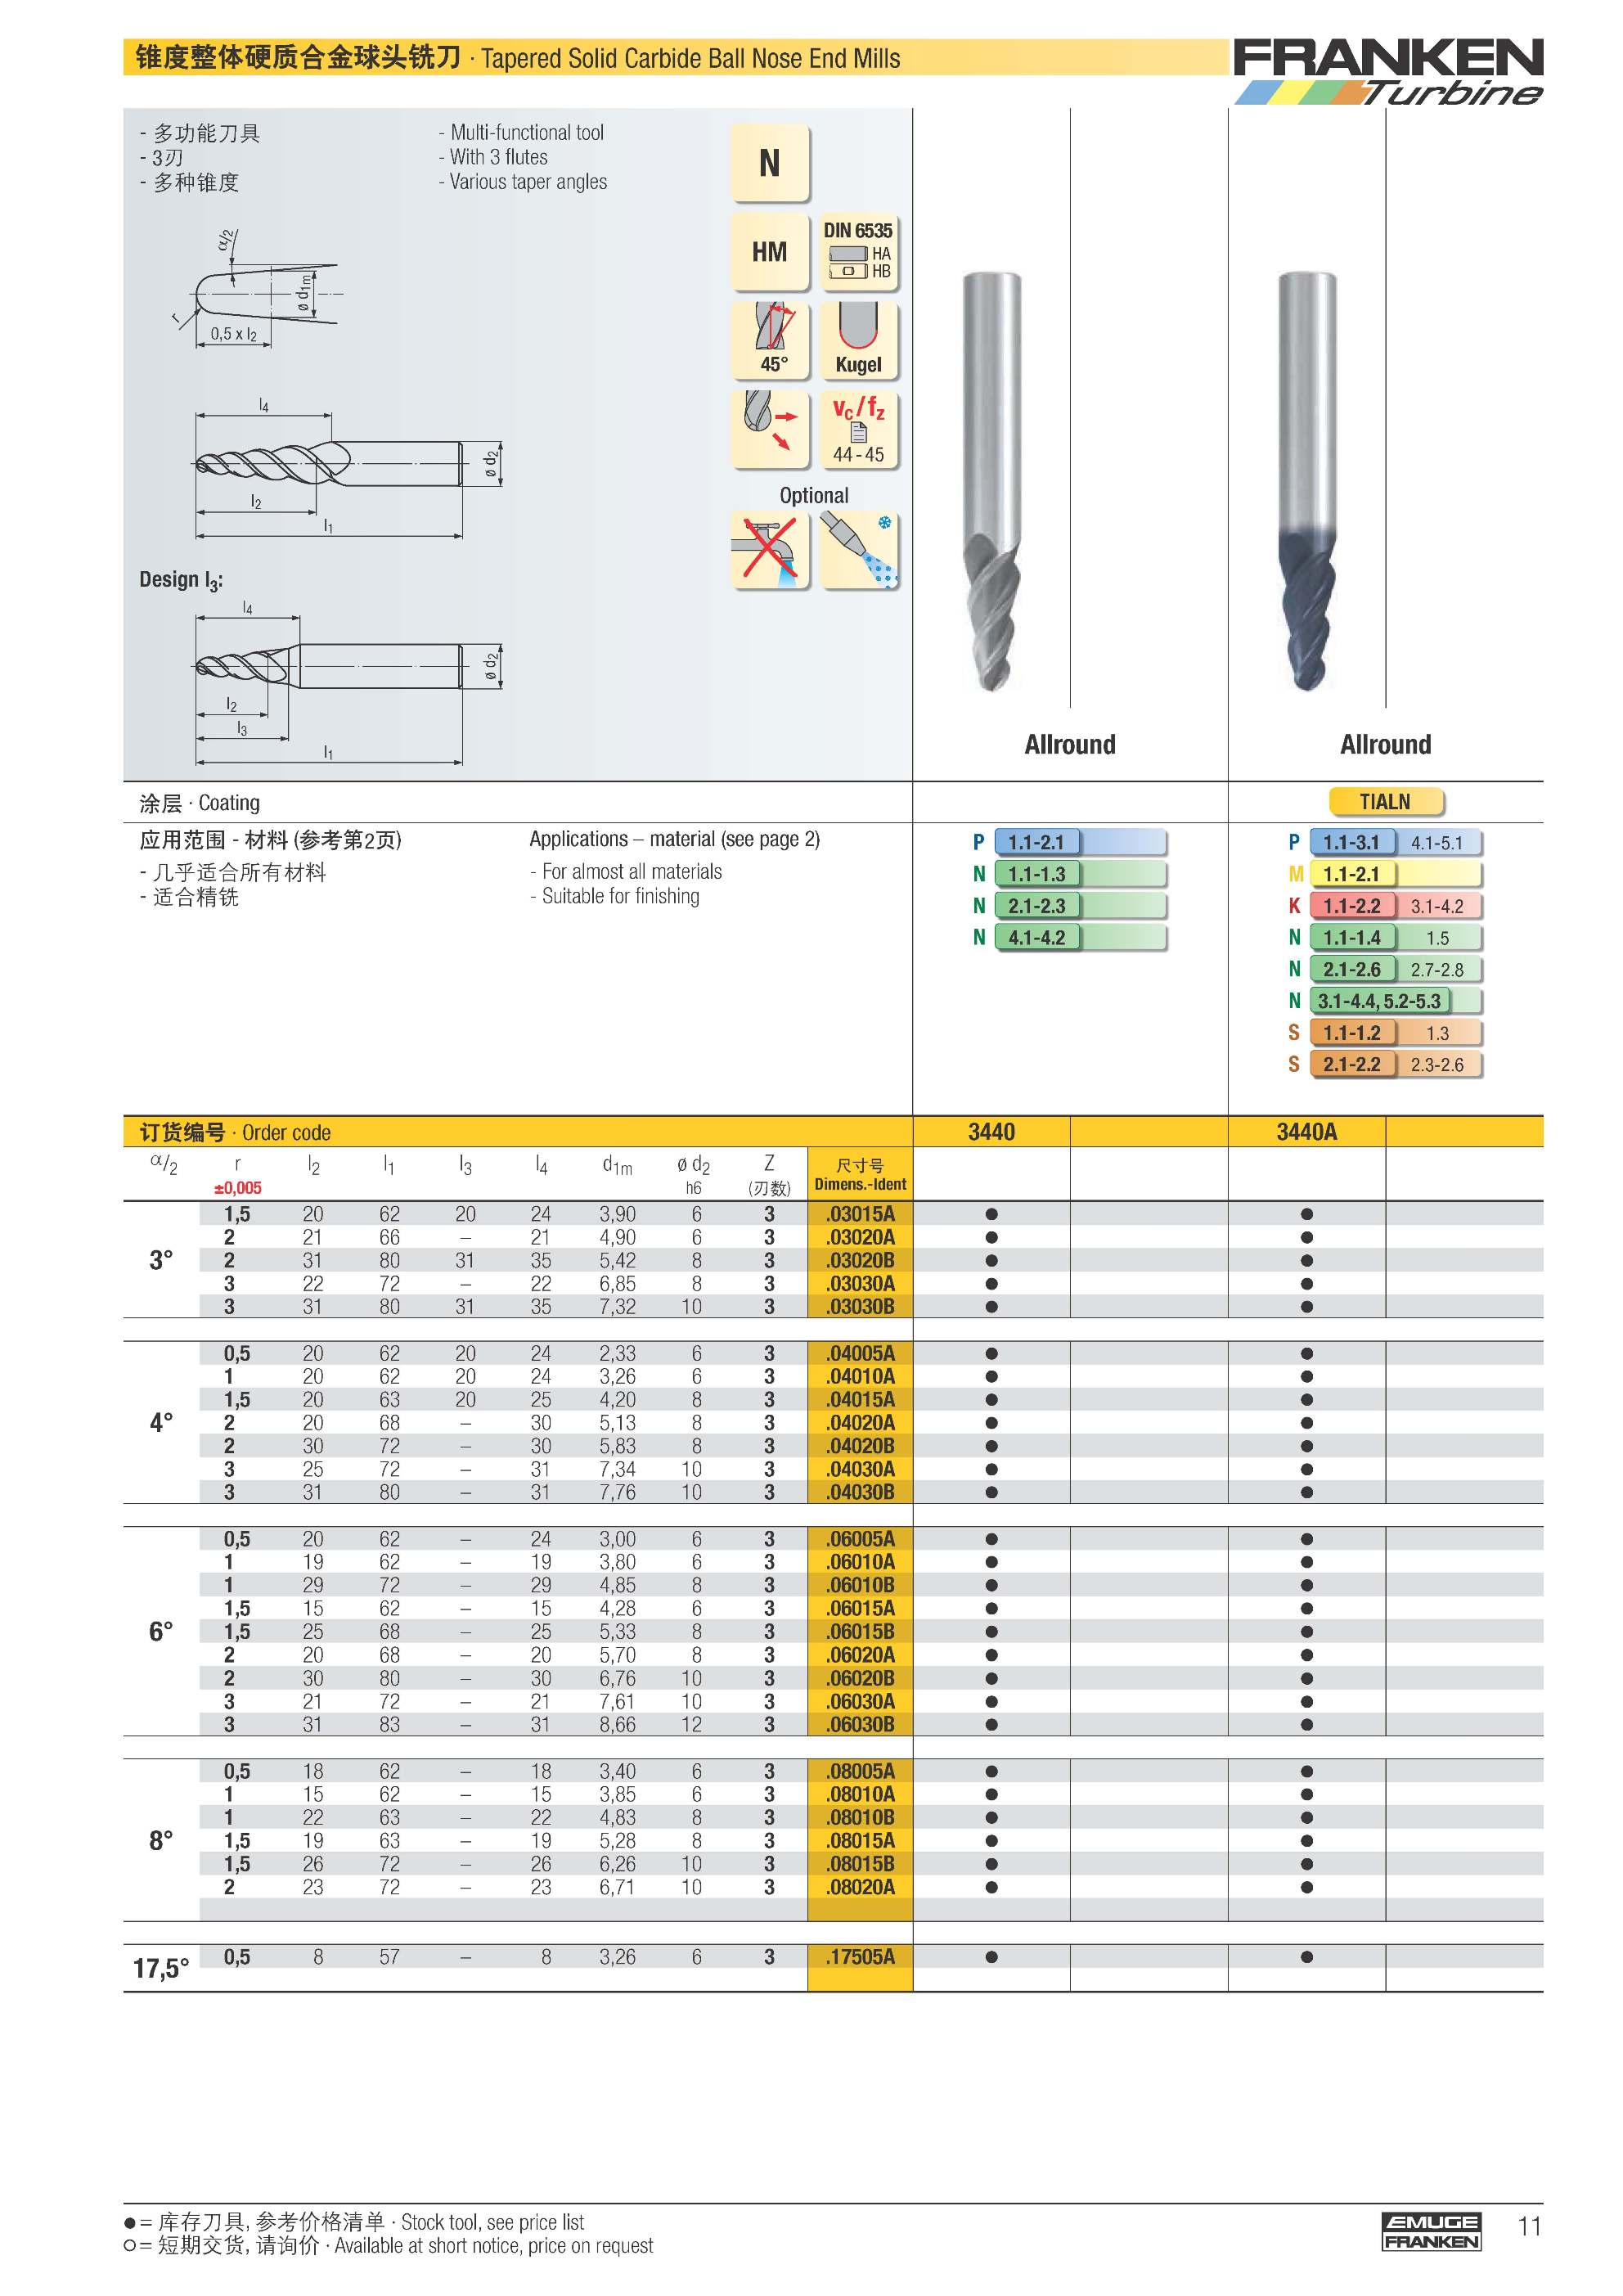 锥度整体硬质合金球头铣刀 · Tapered Solid Carbide Ball Nose End Mills
FRANKEN
Turbine
- 多功能刀具
- 3刃
- 多种锥度
- Multi-functional tool
- With 3 flutes
- Various taper angles
N
HM
DIN 6535
HA
HB
45°
Kugel
vc/fz
44-45
Optional
α/2
ø d1m
r
0,5 x l2
l4
ø d2
l2
l1
Design l3:
l4
ø d2
l2
l3
l1
Allround
Allround
涂层 · Coating
TIALN
应用范围 - 材料 (参考第2页)
- 几乎适合所有材料
- 适合精铣
Applications – material (see page 2)
- For almost all materials
- Suitable for finishing
P 1.1-2.1
N 1.1-1.3
N 2.1-2.3
N 4.1-4.2
P 1.1-3.1 4.1-5.1
M 1.1-2.1
K 1.1-2.2 3.1-4.2
N 1.1-1.4 1.5
N 2.1-2.6 2.7-2.8
N 3.1-4.4, 5.2-5.3
S 1.1-1.2 1.3
S 2.1-2.2 2.3-2.6
订货编号 · Order code 3440 3440A
α/2 r l2 l1 l3 l4 d1m ø d2 Z 尺寸号
±0,005 h6 (刃数) Dimens.-Ident
3°
1,5 20 62 20 24 3,90 6 3 .03015A ● ●
2 21 66 – 21 4,90 6 3 .03020A ● ●
2 31 80 31 35 5,42 8 3 .03020B ● ●
3 22 72 – 22 6,85 8 3 .03030A ● ●
3 31 80 31 35 7,32 10 3 .03030B ● ●
4°
0,5 20 62 20 24 2,33 6 3 .04005A ● ●
1 20 62 20 24 3,26 6 3 .04010A ● ●
1,5 20 63 20 25 4,20 8 3 .04015A ● ●
2 20 68 – 30 5,13 8 3 .04020A ● ●
2 30 72 – 30 5,83 8 3 .04020B ● ●
3 25 72 – 31 7,34 10 3 .04030A ● ●
3 31 80 – 31 7,76 10 3 .04030B ● ●
6°
0,5 20 62 – 24 3,00 6 3 .06005A ● ●
1 19 62 – 19 3,80 6 3 .06010A ● ●
1 29 72 – 29 4,85 8 3 .06010B ● ●
1,5 15 62 – 15 4,28 6 3 .06015A ● ●
1,5 25 68 – 25 5,33 8 3 .06015B ● ●
2 20 68 – 20 5,70 8 3 .06020A ● ●
2 30 80 – 30 6,76 10 3 .06020B ● ●
3 21 72 – 21 7,61 10 3 .06030A ● ●
3 31 83 – 31 8,66 12 3 .06030B ● ●
8°
0,5 18 62 – 18 3,40 6 3 .08005A ● ●
1 15 62 – 15 3,85 6 3 .08010A ● ●
1 22 63 – 22 4,83 8 3 .08010B ● ●
1,5 19 63 – 19 5,28 8 3 .08015A ● ●
1,5 26 72 – 26 6,26 10 3 .08015B ● ●
2 23 72 – 23 6,71 10 3 .08020A ● ●
17,5°
0,5 8 57 – 8 3,26 6 3 .17505A ● ●
●= 库存刀具, 参考价格清单 · Stock tool, see price list
○= 短期交货, 请询价 · Available at short notice, price on request
EMUGE
FRANKEN
11